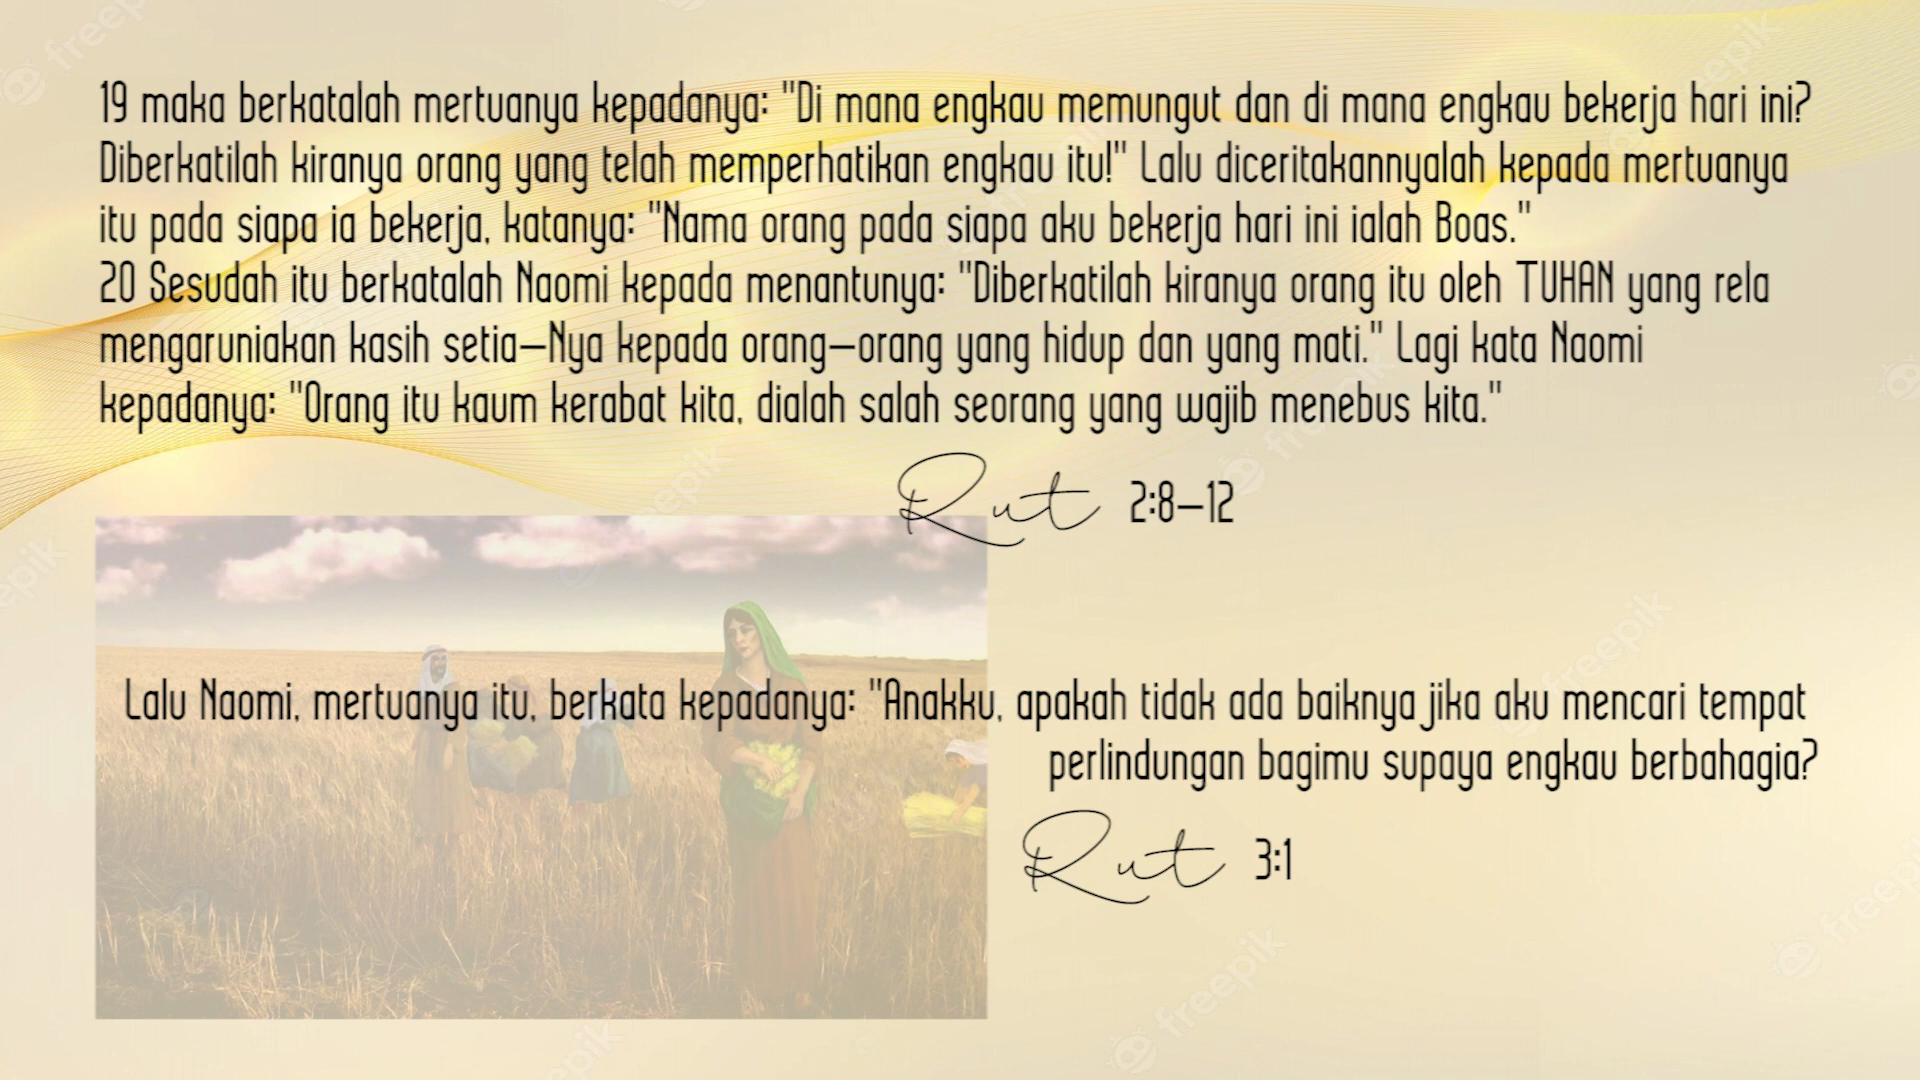 19 maka berkatalah mertuanya kepadanya: "Di mana engkau memungut dan di mana engkau bekerja hari ini?
Diberkatilah kiranya orang yang telah memperhatikan engkau itu!" Lalu diceritakannyalah kepada mertuanya
itu pada siapa ia bekerja, katanya: "Nama orang pada siapa aku bekerja hari ini ialah Boas."
20 Sesudah itu berkatalah Naomi kepada menantunya: "Diberkatilah kiranya orang itu oleh TUHAN yang rela
mengaruniakan kasih setia-Nya kepada orang-orang yang hidup dan yang mati." Lagi kata Naomi
kepadanya: "Orang itu kaum kerabat kita, dialah salah seorang yang wajib menebus kita."
Rut 2:8-12
Lalu Naomi, mertuanya itu, berkata kepadanya: "Anakku, apakah tidak ada baiknya jika aku mencari tempat
perlindungan bagimu supaya engkau berbahagia?
Rut 3:1
freepik
freepik
freepik
freepik
freepik